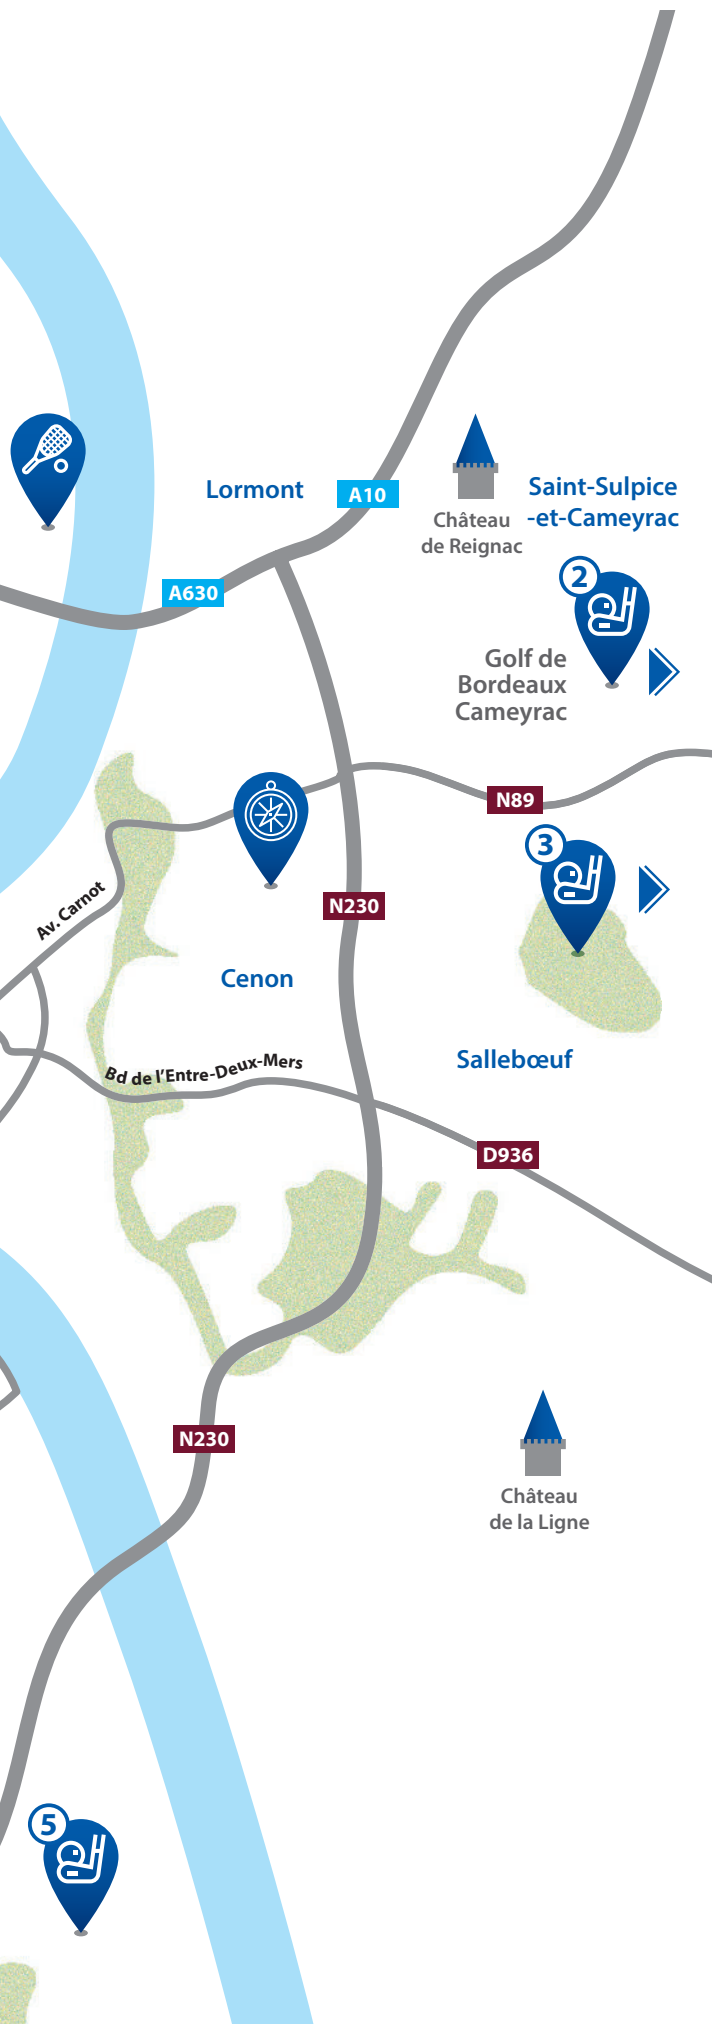 Lormont
A10
Château
de Reignac
Saint-Sulpice
-et-Cameyrac
A630
2
Golf de
Bordeaux
Cameyrac
N89
3
Av. Carnot
N230
Cenon
Sallebœuf
Bd de l'Entre-Deux-Mers
D936
N230
Château
de la Ligne
5